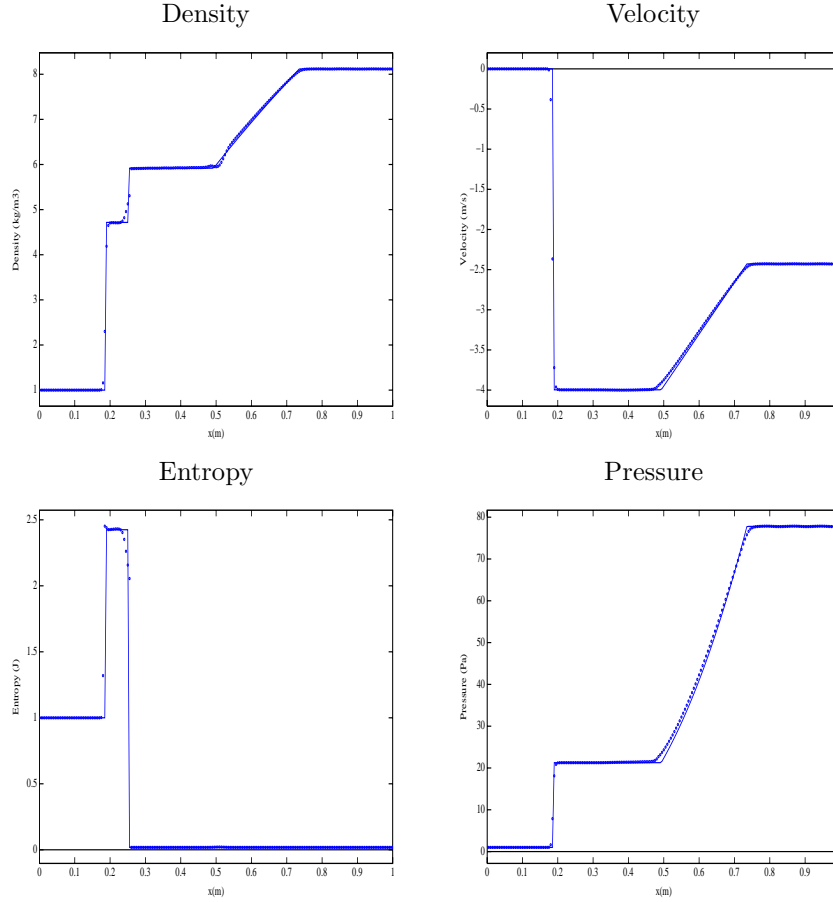 Density
Velocity
8
7
6
5
4
3
2
1
Density (kg/m3)
0 0.1 0.2 0.3 0.4 0.5 0.6 0.7 0.8 0.9 1
x(m)
0
−0.5
−1
−1.5
−2
−2.5
−3
−3.5
−4
Velocity (m/s)
0 0.1 0.2 0.3 0.4 0.5 0.6 0.7 0.8 0.9
x(m)
Entropy
Pressure
2.5
2
1.5
1
0.5
0
Entropy (J)
0 0.1 0.2 0.3 0.4 0.5 0.6 0.7 0.8 0.9 1
x(m)
80
70
60
50
40
30
20
10
0
Pressure (Pa)
0 0.1 0.2 0.3 0.4 0.5 0.6 0.7 0.8 0.9
x(m)